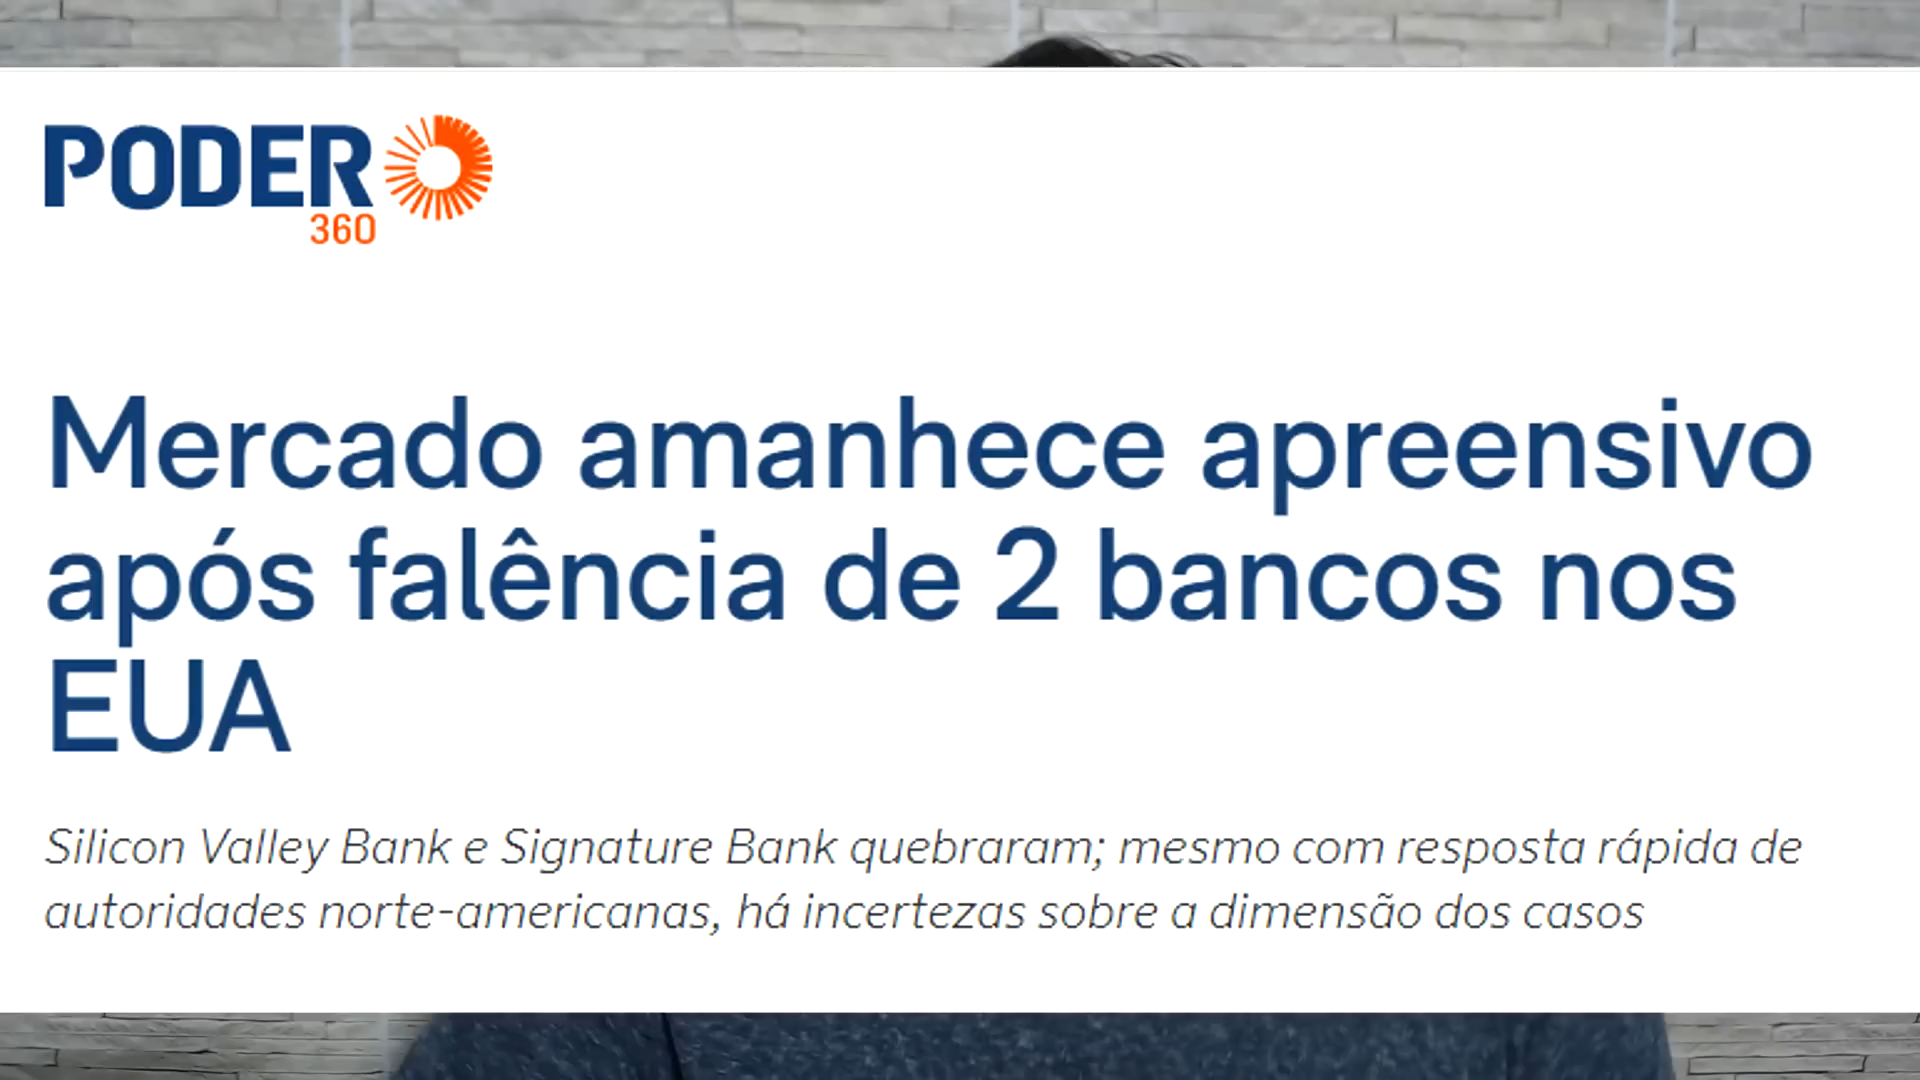 PODER
360
Mercado amanhece apreensivo
após falência de 2 bancos nos
EUA
Silicon Valley Bank e Signature Bank quebraram; mesmo com resposta rápida de
autoridades norte-americanas, há incertezas sobre a dimensão dos casos